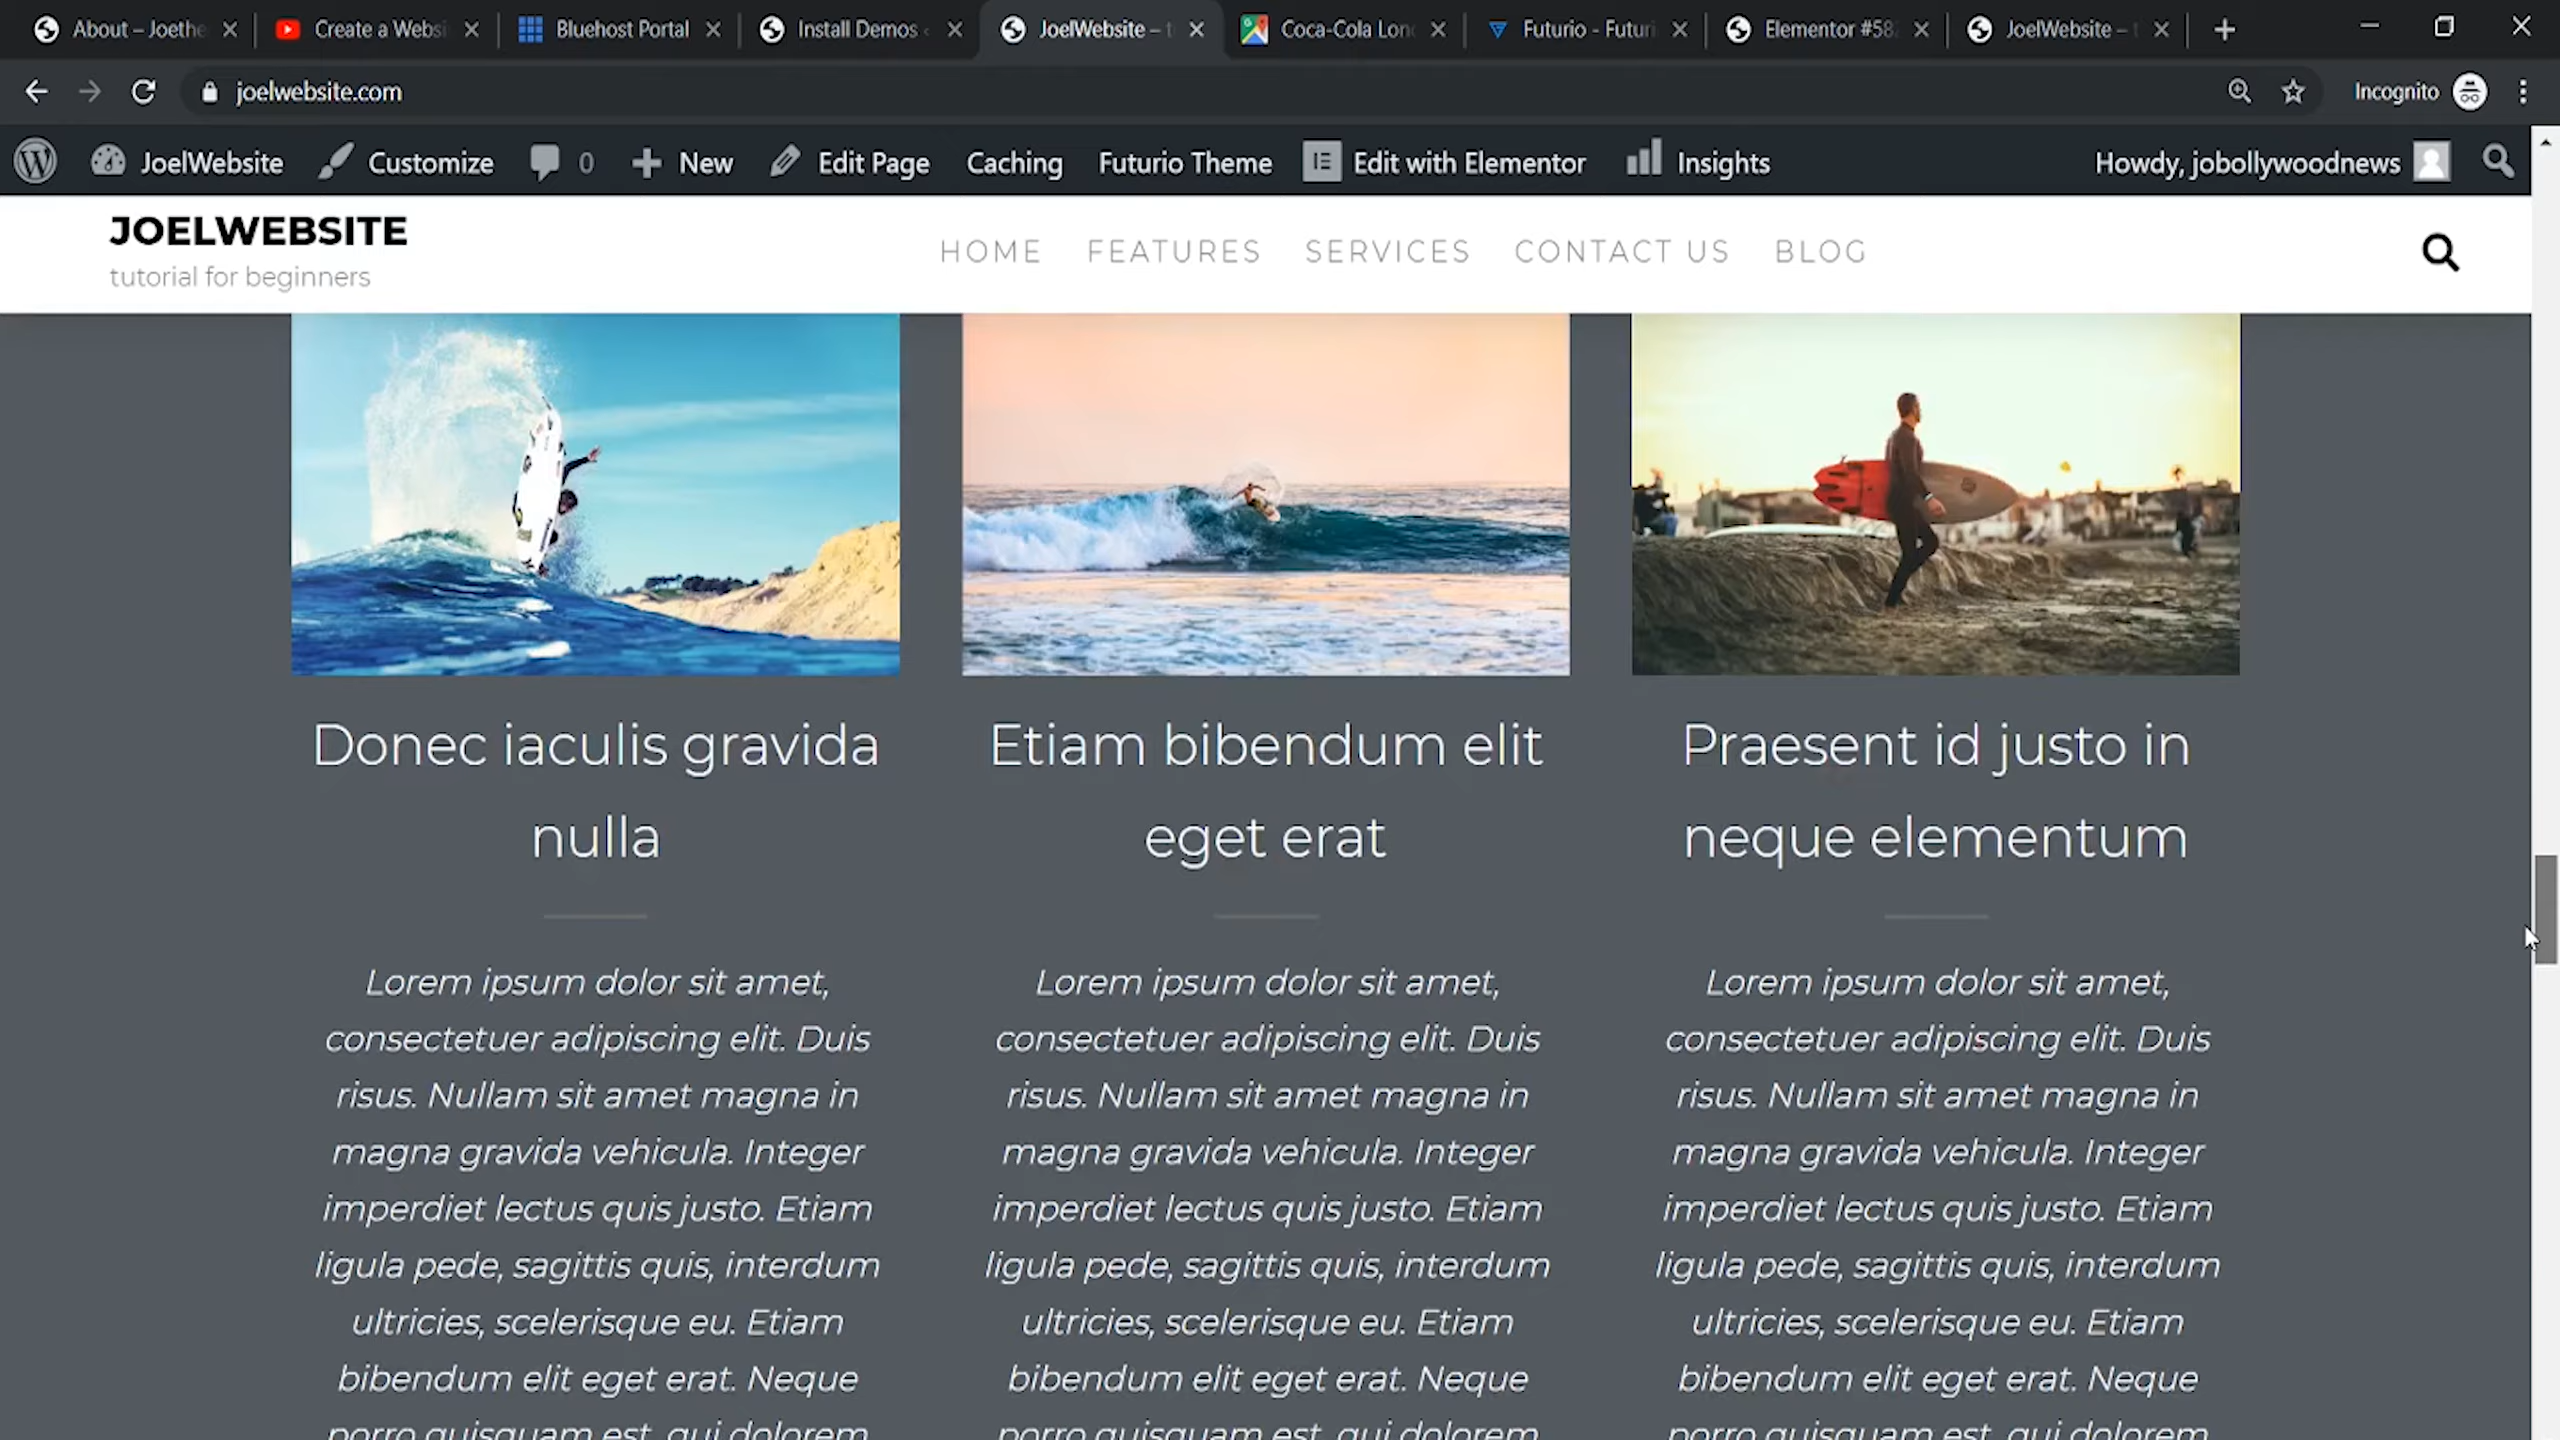 About – Joethe
Create a Websi
Bluehost Portal
Install Demos
JoelWebsite – t
Coca-Cola Lon
Futurio - Futuri
Elementor #58
JoelWebsite – t
joelwebsite.com
Incognito
JoelWebsite
Customize
0
New
Edit Page
Caching
Futurio Theme
Edit with Elementor
Insights
Howdy, jobollywoodnews
JOELWEBSITE
tutorial for beginners
HOME
FEATURES
SERVICES
CONTACT US
BLOG
Donec iaculis gravida
nulla
Lorem ipsum dolor sit amet,
consectetuer adipiscing elit. Duis
risus. Nullam sit amet magna in
magna gravida vehicula. Integer
imperdiet lectus quis justo. Etiam
ligula pede, sagittis quis, interdum
ultricies, scelerisque eu. Etiam
bibendum elit eget erat. Neque
porro quisquam est, qui dolorem
Etiam bibendum elit
eget erat
Lorem ipsum dolor sit amet,
consectetuer adipiscing elit. Duis
risus. Nullam sit amet magna in
magna gravida vehicula. Integer
imperdiet lectus quis justo. Etiam
ligula pede, sagittis quis, interdum
ultricies, scelerisque eu. Etiam
bibendum elit eget erat. Neque
porro quisquam est, qui dolorem
Praesent id justo in
neque elementum
Lorem ipsum dolor sit amet,
consectetuer adipiscing elit. Duis
risus. Nullam sit amet magna in
magna gravida vehicula. Integer
imperdiet lectus quis justo. Etiam
ligula pede, sagittis quis, interdum
ultricies, scelerisque eu. Etiam
bibendum elit eget erat. Neque
porro quisquam est, qui dolorem